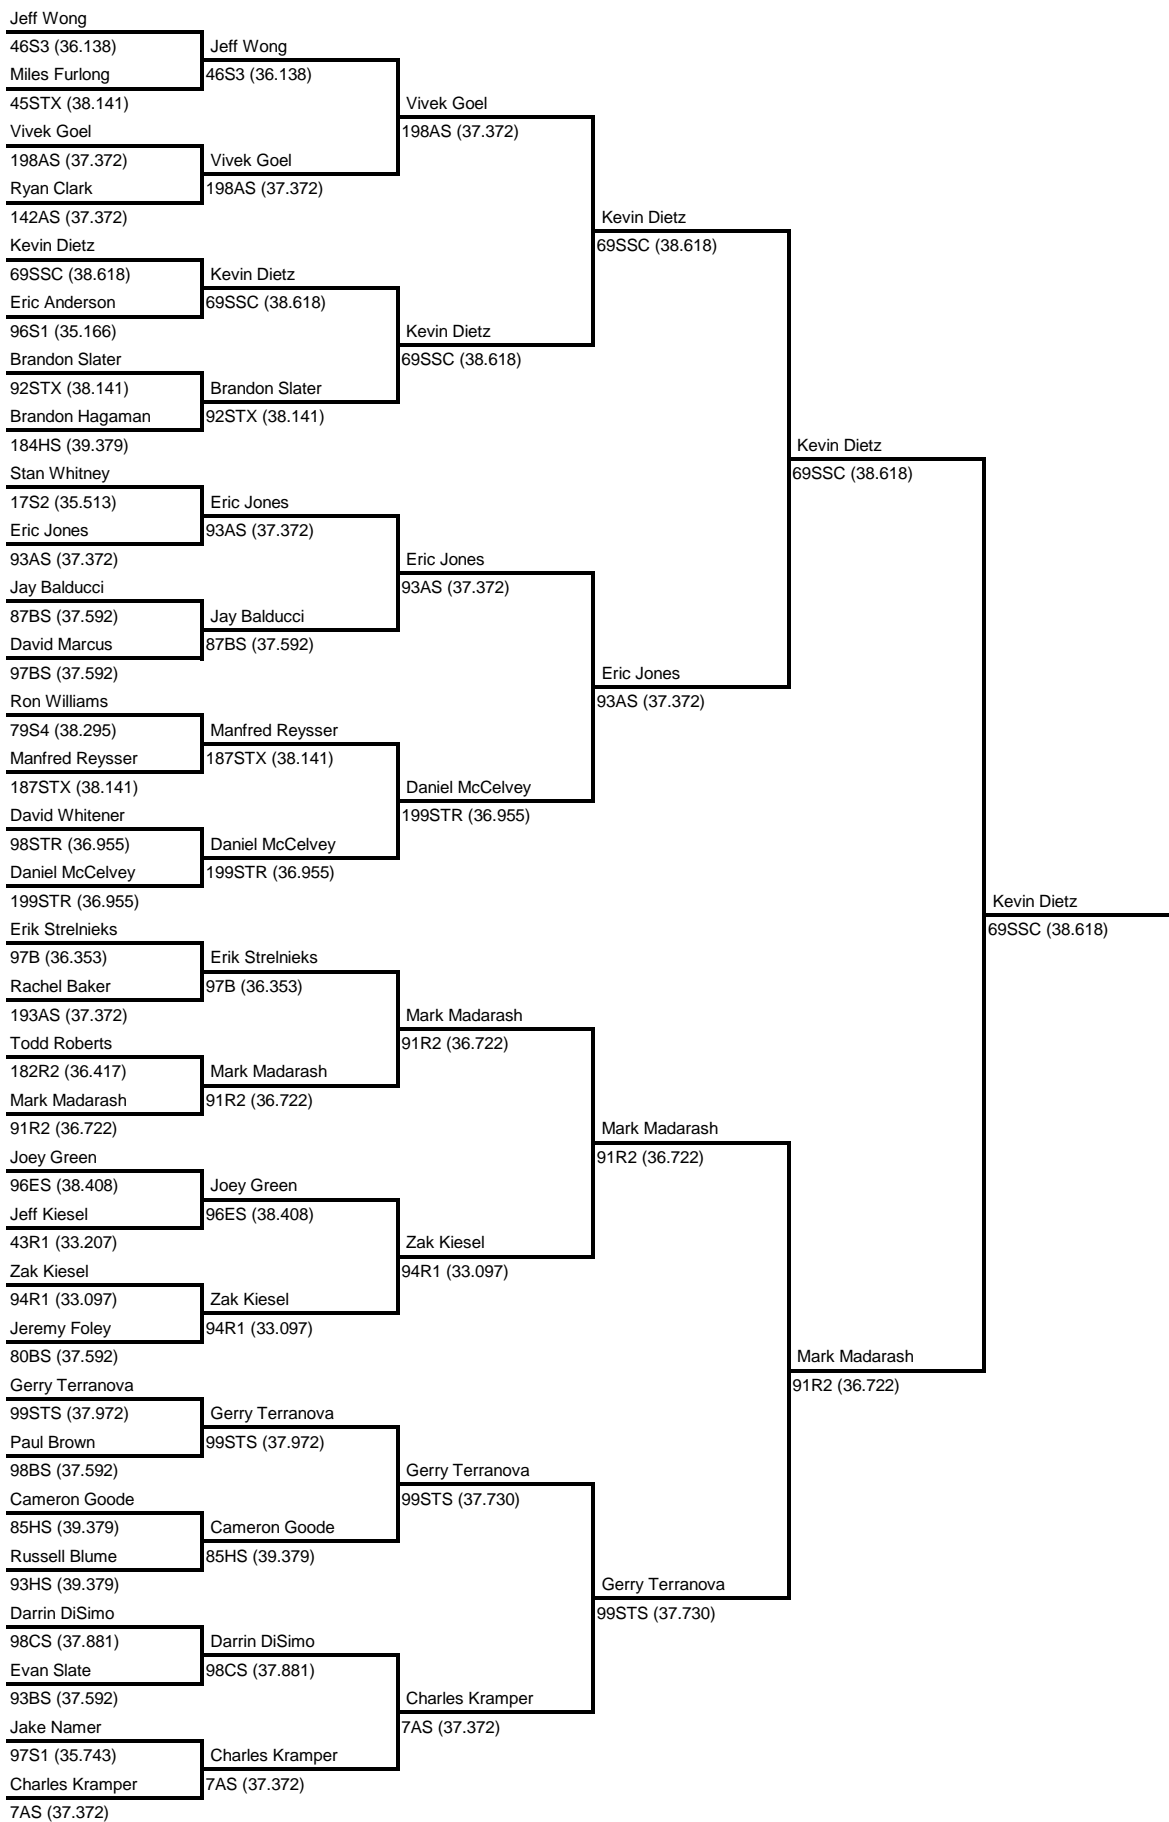 Jeff Wong
46S3 (36.138)
Miles Furlong
45STX (38.141)
Vivek Goel
198AS (37.372)
Ryan Clark
142AS (37.372)
Kevin Dietz
69SSC (38.618)
Eric Anderson
96S1 (35.166)
Brandon Slater
92STX (38.141)
Brandon Hagaman
184HS (39.379)
Stan Whitney
17S2 (35.513)
Eric Jones
93AS (37.372)
Jay Balducci
87BS (37.592)
David Marcus
97BS (37.592)
Ron Williams
79S4 (38.295)
Manfred Reysser
187STX (38.141)
David Whitener
98STR (36.955)
Daniel McCelvey
199STR (36.955)
Erik Strelnieks
97B (36.353)
Rachel Baker
193AS (37.372)
Todd Roberts
182R2 (36.417)
Mark Madarash
91R2 (36.722)
Joey Green
96ES (38.408)
Jeff Kiesel
43R1 (33.207)
Zak Kiesel
94R1 (33.097)
Jeremy Foley
80BS (37.592)
Gerry Terranova
99STS (37.972)
Paul Brown
98BS (37.592)
Cameron Goode
85HS (39.379)
Russell Blume
93HS (39.379)
Darrin DiSimo
98CS (37.881)
Evan Slate
93BS (37.592)
Jake Namer
97S1 (35.743)
Charles Kramper
7AS (37.372)
Jeff Wong
46S3 (36.138)
Vivek Goel
198AS (37.372)
Kevin Dietz
69SSC (38.618)
Brandon Slater
92STX (38.141)
Eric Jones
93AS (37.372)
Jay Balducci
87BS (37.592)
Manfred Reysser
187STX (38.141)
Daniel McCelvey
199STR (36.955)
Erik Strelnieks
97B (36.353)
Mark Madarash
91R2 (36.722)
Joey Green
96ES (38.408)
Zak Kiesel
94R1 (33.097)
Gerry Terranova
99STS (37.972)
Cameron Goode
85HS (39.379)
Darrin DiSimo
98CS (37.881)
Charles Kramper
7AS (37.372)
Vivek Goel
198AS (37.372)
Kevin Dietz
69SSC (38.618)
Eric Jones
93AS (37.372)
Daniel McCelvey
199STR (36.955)
Mark Madarash
91R2 (36.722)
Zak Kiesel
94R1 (33.097)
Gerry Terranova
99STS (37.730)
Charles Kramper
7AS (37.372)
Kevin Dietz
69SSC (38.618)
Eric Jones
93AS (37.372)
Mark Madarash
91R2 (36.722)
Gerry Terranova
99STS (37.730)
Kevin Dietz
69SSC (38.618)
Mark Madarash
91R2 (36.722)
Kevin Dietz
69SSC (38.618)